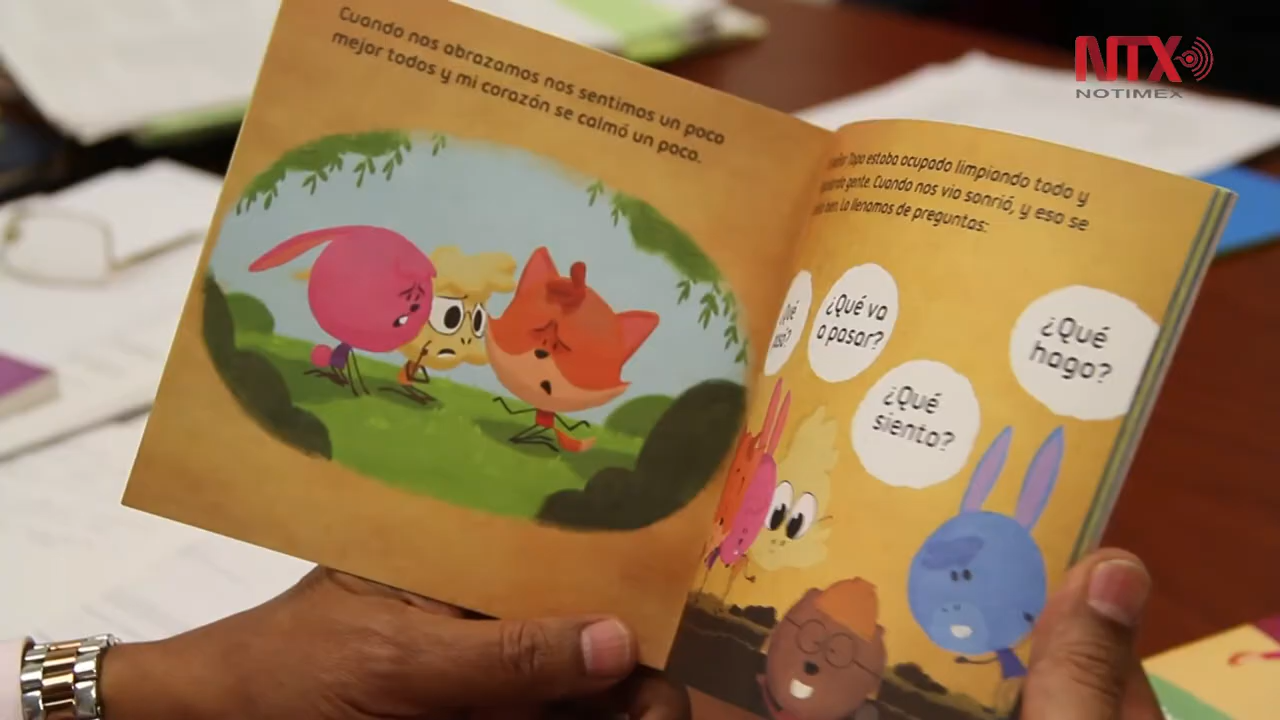 Cuando nos abrazamos nos sentimos un poco
mejor todos y mi corazón se calmó un poco.
Topo estaba ocupado limpiando todo y
gente. Cuando nos vio sonrió, y eso se
bien. Lo llenamos de preguntas:
¿Qué va
a pasar?
¿Qué
siento?
¿Qué
hago?
NTX
NOTIMEX